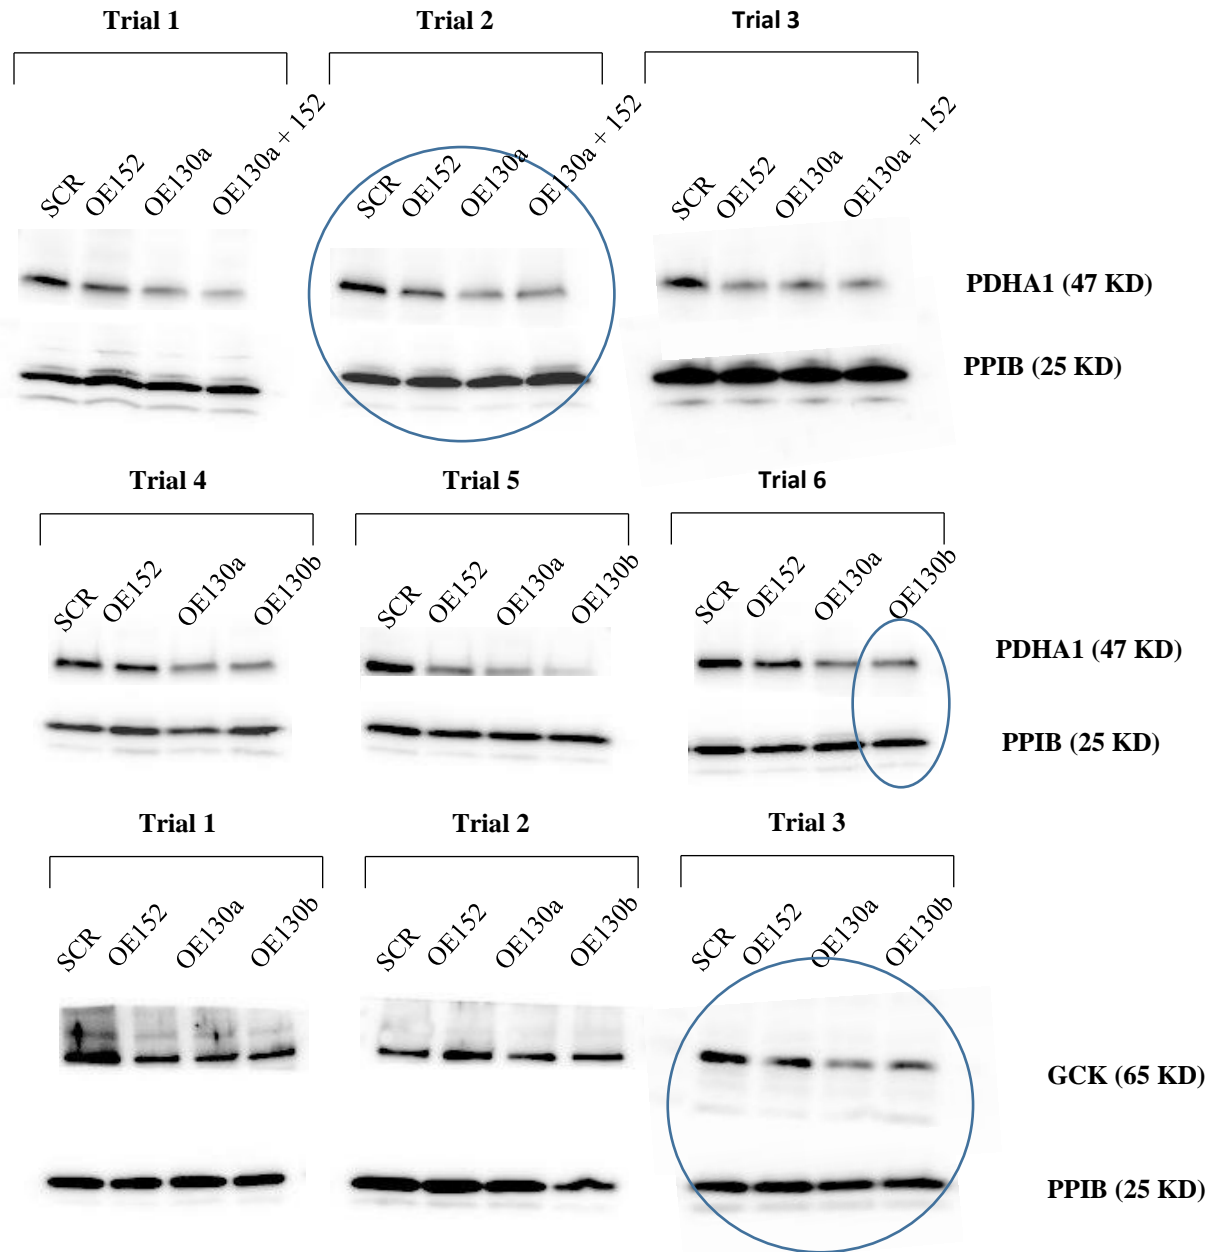 Trial 1 Trial 2 Trial 3
SCR OE152 OE130a OE130a + 152 SCR OE152 OE130a OE130a + 152 SCR OE152 OE130a OE130a + 152
PDHA1 (47 KD)
PPIB (25 KD)
Trial 4 Trial 5 Trial 6
SCR OE152 OE130a OE130b SCR OE152 OE130a OE130b SCR OE152 OE130a OE130b
PDHA1 (47 KD)
PPIB (25 KD)
Trial 1 Trial 2 Trial 3
SCR OE152 OE130a OE130b SCR OE152 OE130a OE130b SCR OE152 OE130a OE130b
GCK (65 KD)
PPIB (25 KD)